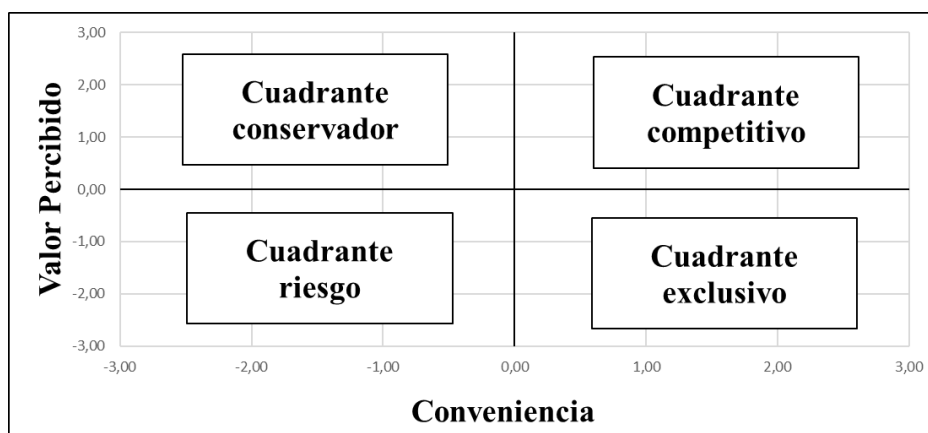 3,00
2,00
1,00
0,00
-1,00
-2,00
-3,00
Valor Percibido
Cuadrante
conservador
Cuadrante
competitivo
Cuadrante
riesgo
Cuadrante
exclusivo
-3,00 -2,00 -1,00 0,00 1,00 2,00 3,00
Conveniencia